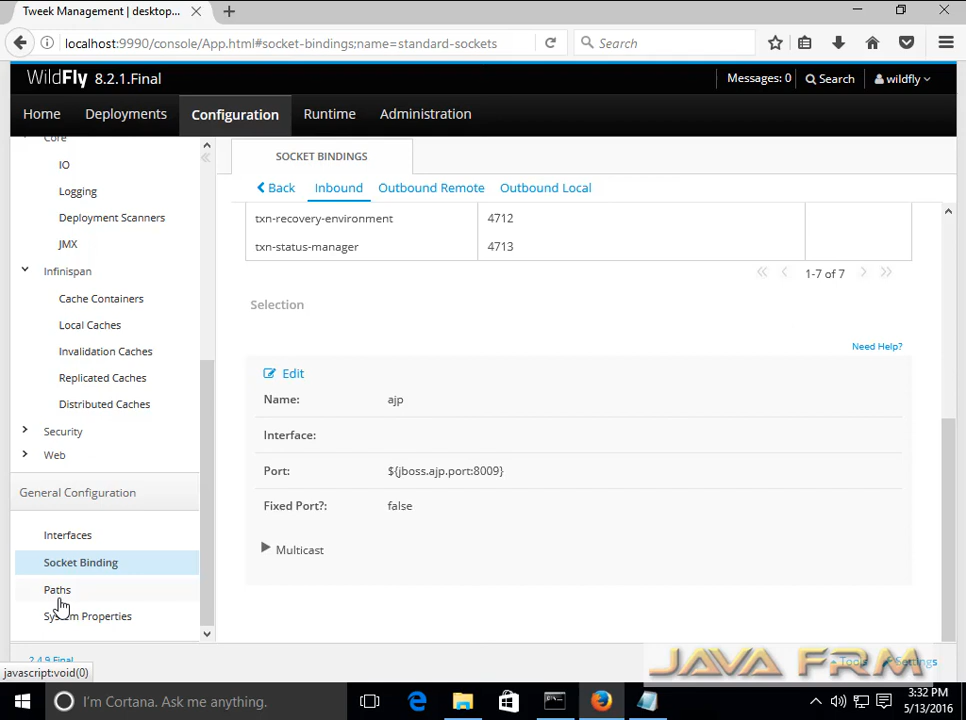 Tweek Management | desktop...
localhost:9990/console/App.html#socket-bindings;name=standard-sockets
Search
WildFly 8.2.1.Final
Messages: 0
Search
wildfly
Home
Deployments
Configuration
Runtime
Administration
Core
IO
Logging
Deployment Scanners
JMX
Infinispan
Cache Containers
Local Caches
Invalidation Caches
Replicated Caches
Distributed Caches
Security
Web
General Configuration
Interfaces
Socket Binding
Paths
System Properties
2.4.9.Final
javascript:void(0)
SOCKET BINDINGS
Back
Inbound
Outbound Remote
Outbound Local
txn-recovery-environment 4712
txn-status-manager 4713
1-7 of 7
Selection
Need Help?
Edit
Name: ajp
Interface:
Port: ${jboss.ajp.port:8009}
Fixed Port?: false
Multicast
Tools
Settings
JAVA FRM
I'm Cortana. Ask me anything.
3:32 PM
5/13/2016